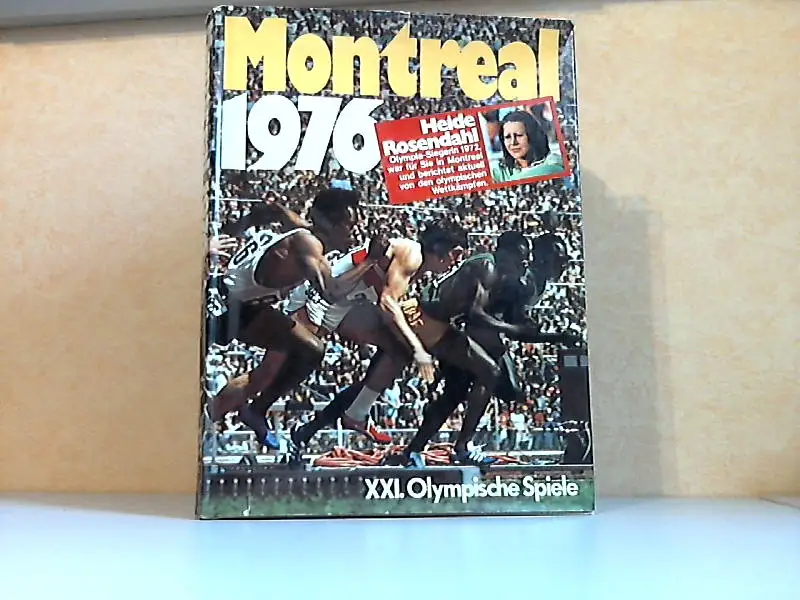 Montreal
1976
Heide
Rosendahl
Olympia-Siegerin 1972,
war für Sie in Montreal
und berichtet aktuell
von den olympischen
Wettkämpfen.
XXI. Olympische Spiele